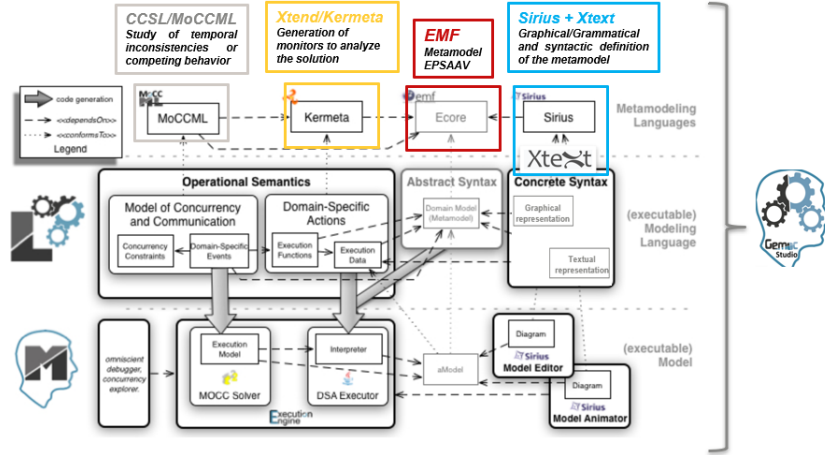 CCSL/MoCCML
Study of temporal
inconsistencies or
competing behavior
Xtend/Kermeta
Generation of
monitors to analyze
the solution
EMF
Metamodel
EPSAAV
Sirius + Xtext
Graphical/Grammatical
and syntactic definition
of the metamodel
code generation
<<dependsOn>>
<<conformsTo>>
Legend
MoCC
ML
MoCCML
Kermeta
emf
Ecore
Sirius
Sirius
Xtext
Metamodeling
Languages
Operational Semantics
Model of Concurrency
and Communication
Concurrency
Constraints
Domain-Specific
Events
Domain-Specific
Actions
Execution
Functions
Execution
Data
Abstract Syntax
Domain Model
(Metamodel)
Concrete Syntax
Graphical
representation
Textual
representation
(executable)
Modeling
Language
L
Gemoc
Studio
M
omniscient
debugger,
concurrency
explorer.
Execution
Model
MOCC Solver
Interpreter
DSA Executor
Execution
Engine
aModel
Diagram
Sirius
Model Editor
Diagram
Sirius
Model Animator
(executable)
Model